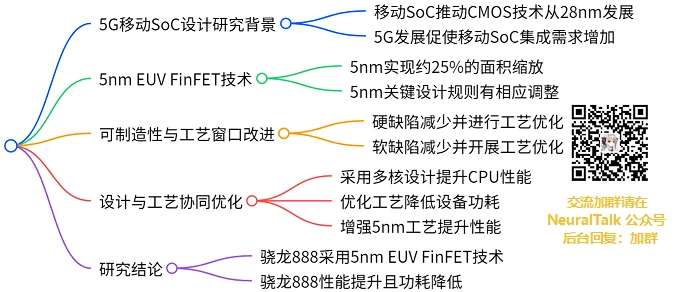 5G移动SoC设计研究背景
移动SoC推动CMOS技术从28nm发展
5G发展促使移动SoC集成需求增加
5nm EUV FinFET技术
5nm实现约25%的面积缩放
5nm关键设计规则有相应调整
可制造性与工艺窗口改进
硬缺陷减少并进行工艺优化
软缺陷减少并开展工艺优化
设计与工艺协同优化
采用多核设计提升CPU性能
优化工艺降低设备功耗
增强5nm工艺提升性能
研究结论
骁龙888采用5nm EUV FinFET技术
骁龙888性能提升且功耗降低
交流加群请在
NeuralTalk 公众号
后台回复：加群